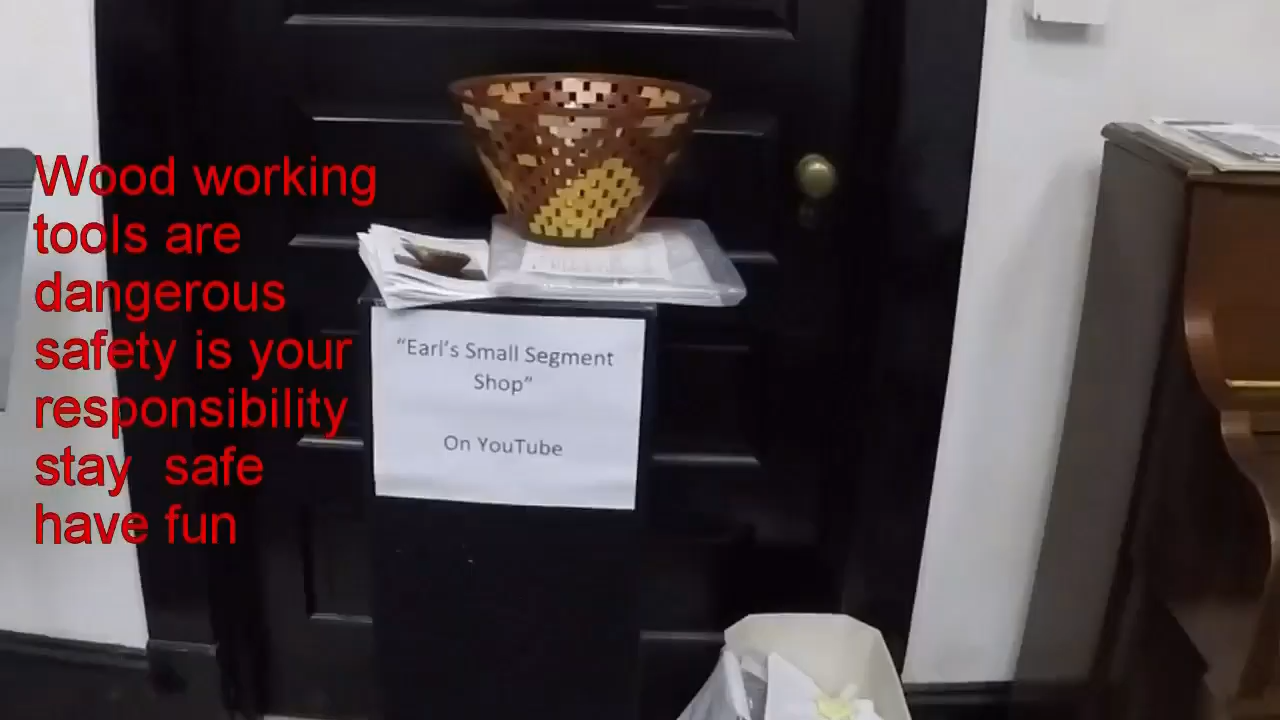 Wood working
tools are
dangerous
safety is your
responsibility
stay  safe
have fun
“Earl’s Small Segment
Shop”
On YouTube